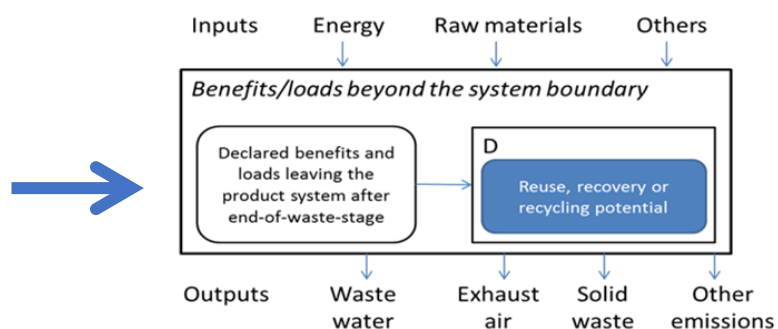 Inputs Energy Raw materials Others
Benefits/loads beyond the system boundary
Declared benefits and
loads leaving the
product system after
end-of-waste-stage
D
Reuse, recovery or
recycling potential
Outputs Waste water Exhaust air Solid waste Other emissions